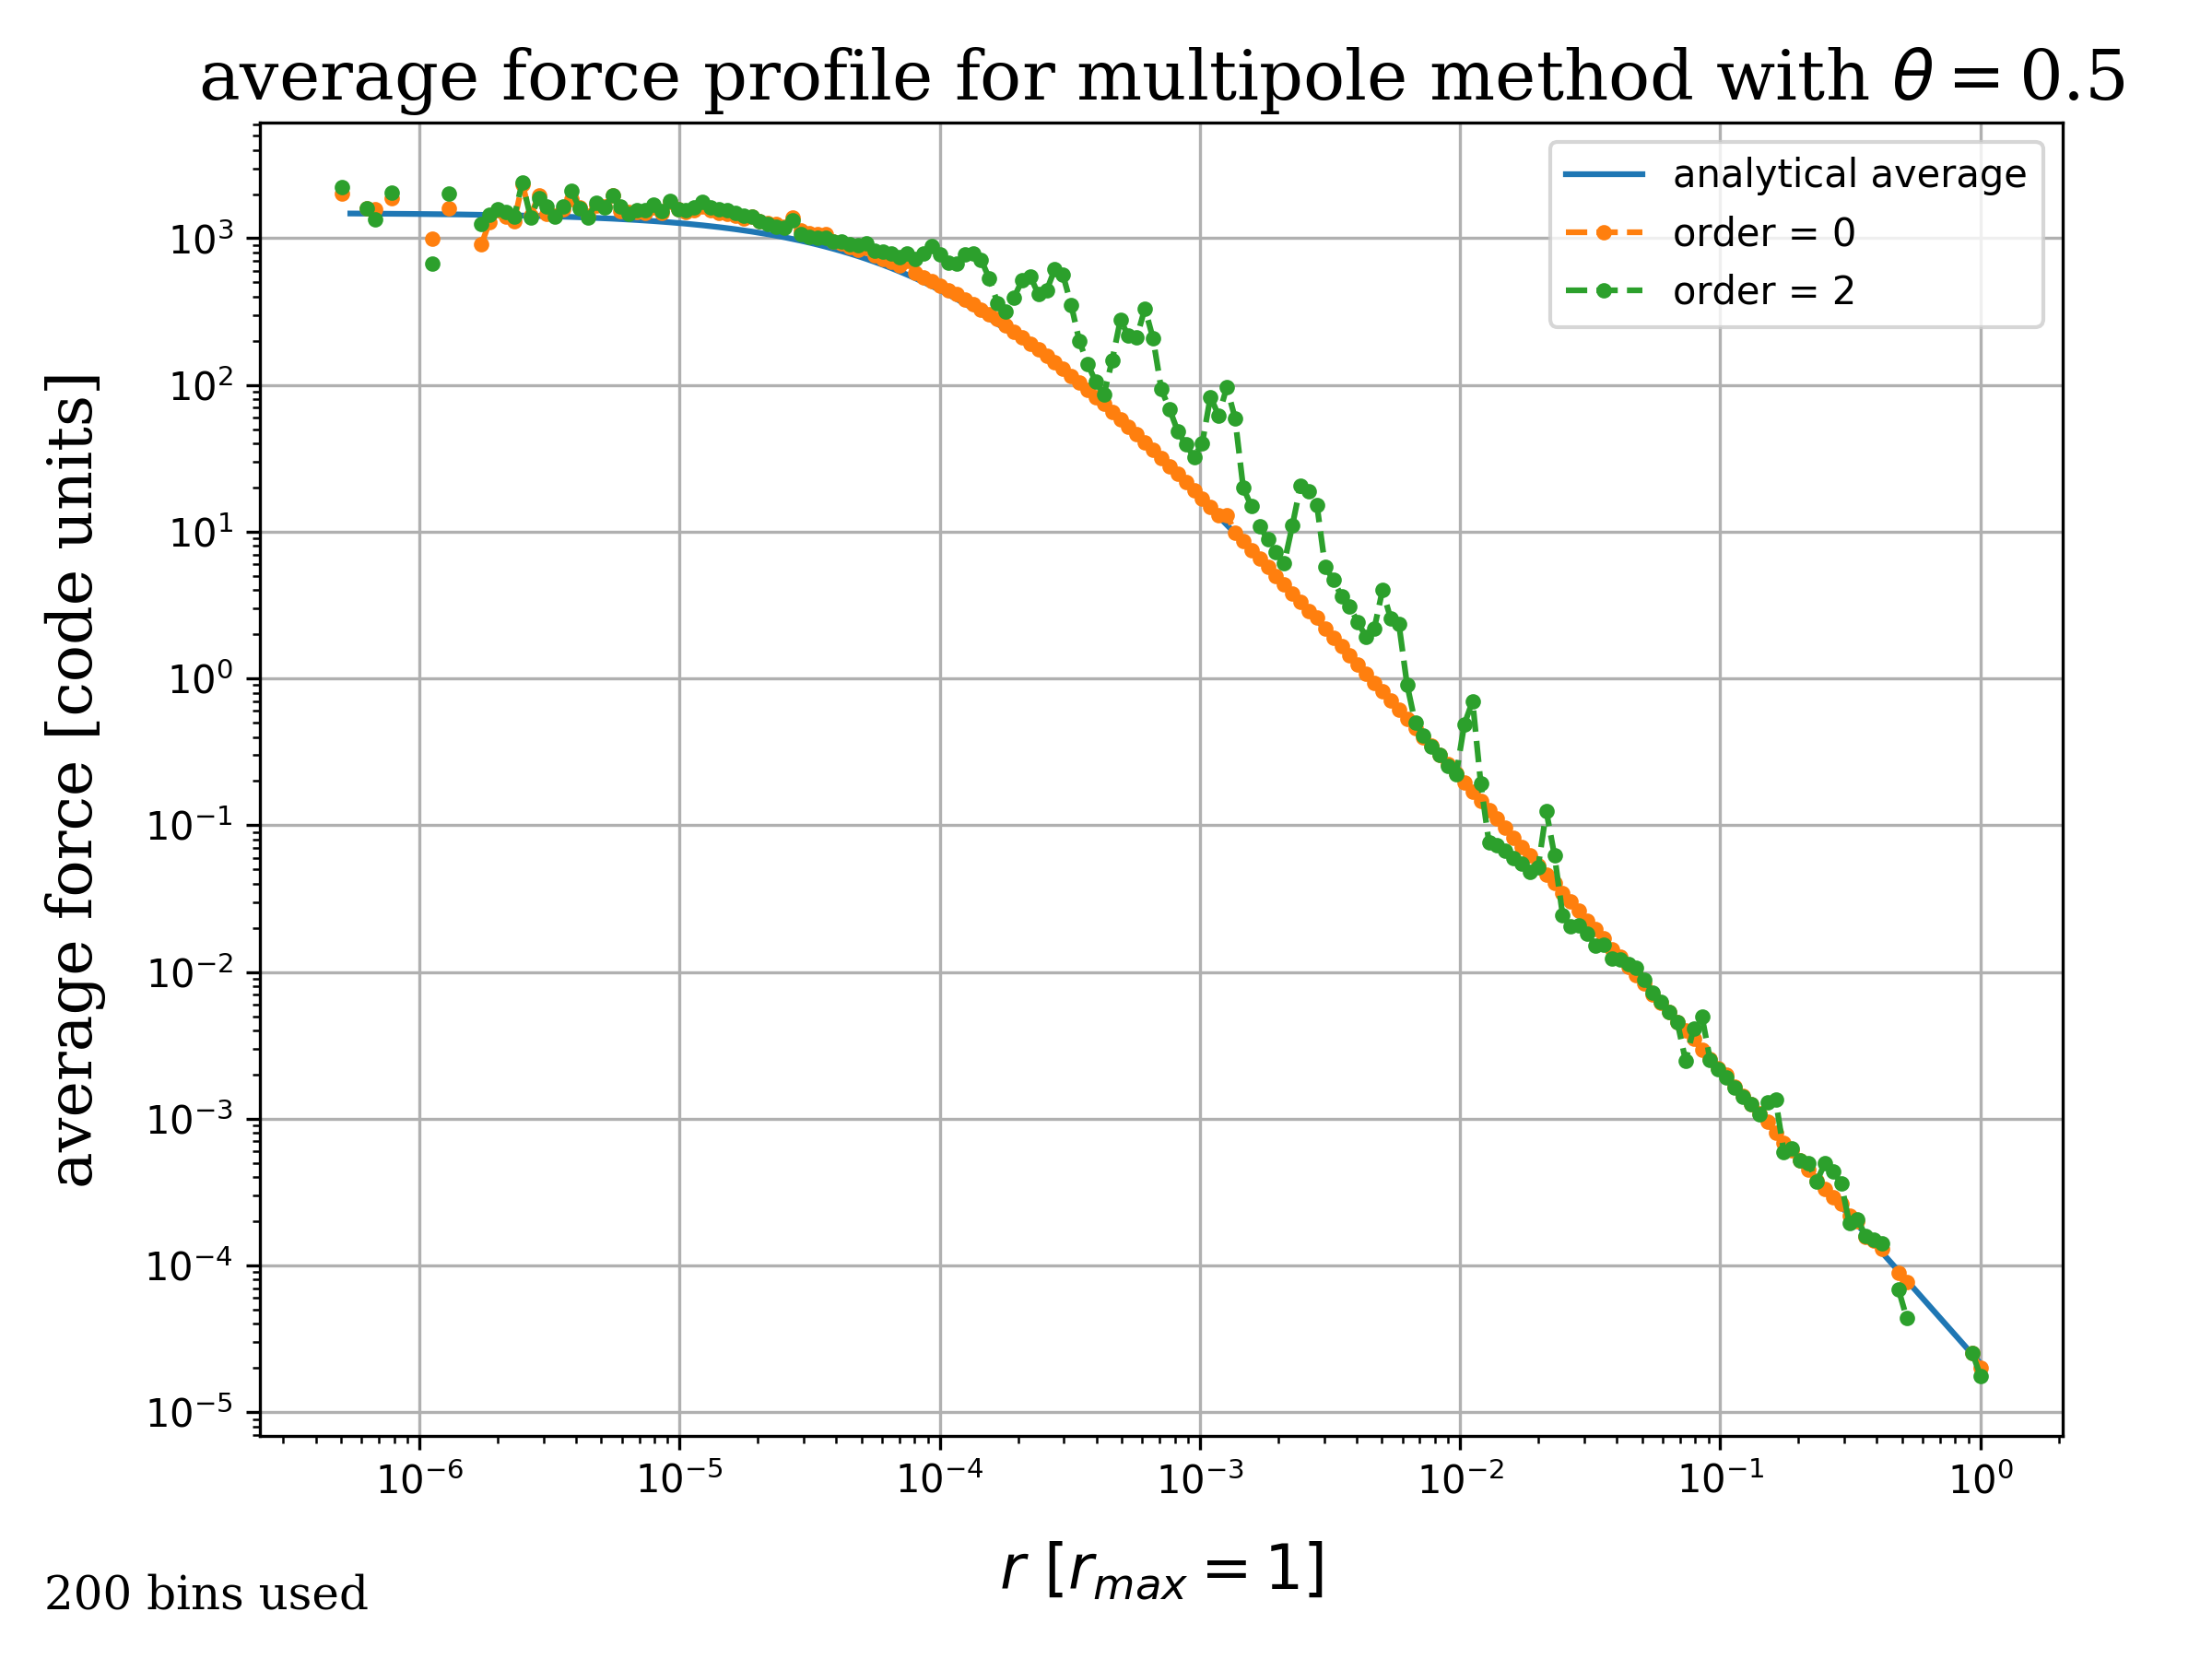 average force profile for multipole method with θ = 0.5
analytical average
order = 0
order = 2
average force [code units]
10³
10²
10¹
10⁰
10⁻¹
10⁻²
10⁻³
10⁻⁴
10⁻⁵
10⁻⁶ 10⁻⁵ 10⁻⁴ 10⁻³ 10⁻² 10⁻¹ 10⁰
r [r_max = 1]
200 bins used